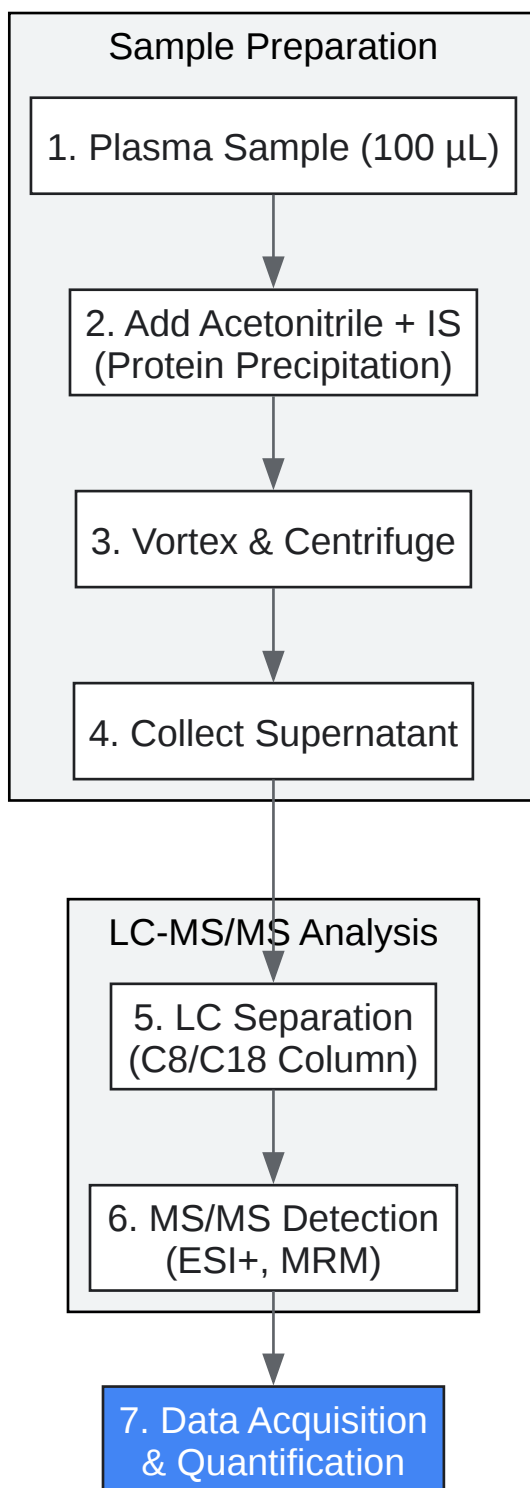 Sample Preparation
1. Plasma Sample (100 µL)
2. Add Acetonitrile + IS
(Protein Precipitation)
3. Vortex & Centrifuge
4. Collect Supernatant
LC-MS/MS Analysis
5. LC Separation
(C8/C18 Column)
6. MS/MS Detection
(ESI+, MRM)
7. Data Acquisition
& Quantification